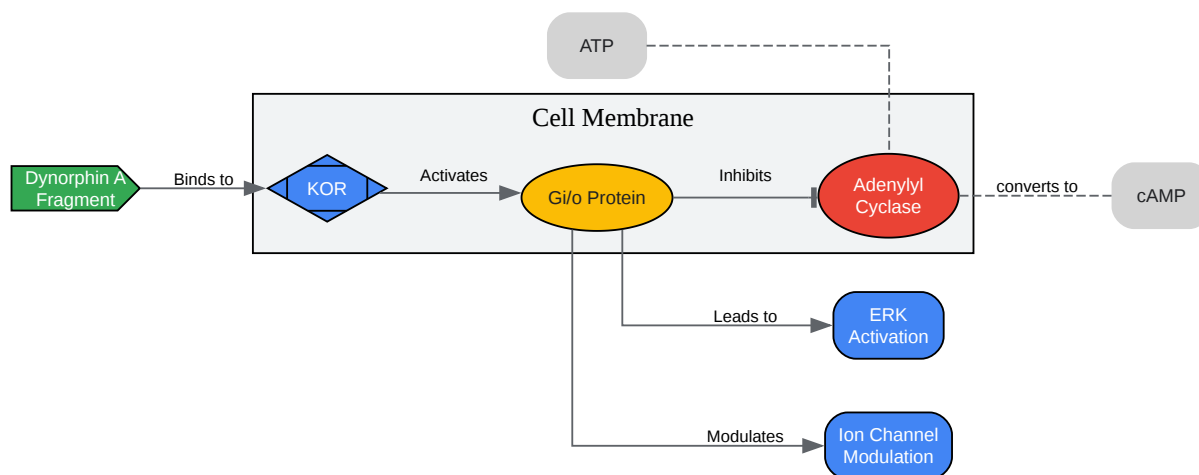 ATP
Cell Membrane
Dynorphin A
Fragment
Binds to
KOR
Activates
Gi/o Protein
Inhibits
Adenylyl
Cyclase
converts to
cAMP
Leads to
ERK
Activation
Modulates
Ion Channel
Modulation